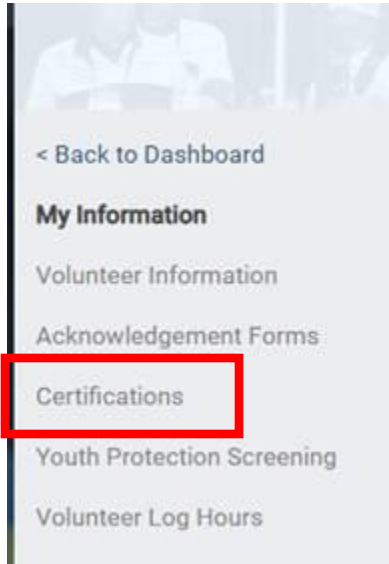 < Back to Dashboard
My Information
Volunteer Information
Acknowledgement Forms
Certifications
Youth Protection Screening
Volunteer Log Hours